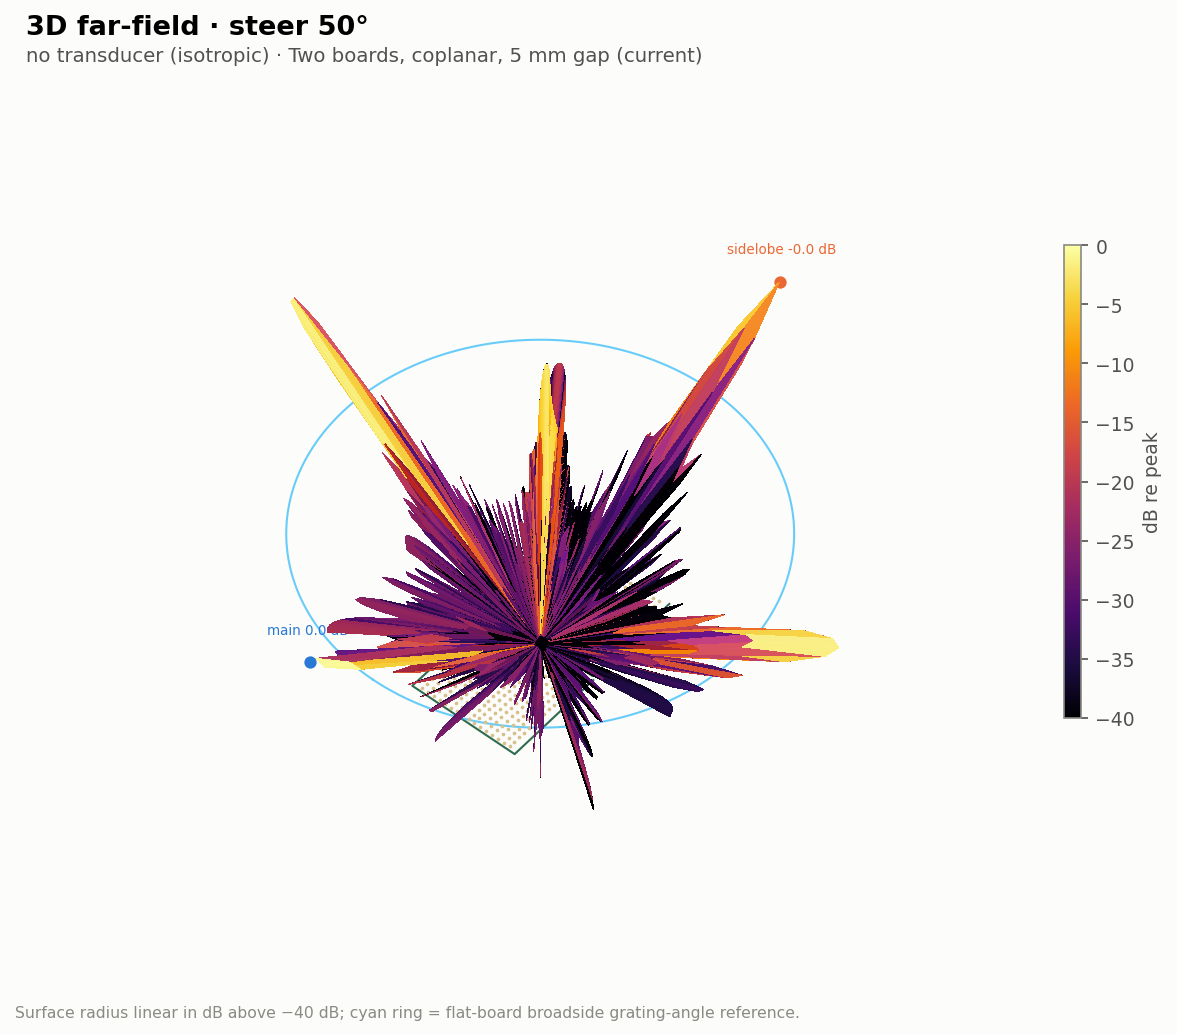 3D far-field · steer 50°
no transducer (isotropic) · Two boards, coplanar, 5 mm gap (current)
sidelobe -0.0 dB
main 0.0 dB
0
−5
−10
−15
−20
−25
−30
−35
−40
dB re peak
Surface radius linear in dB above −40 dB; cyan ring = flat-board broadside grating-angle reference.